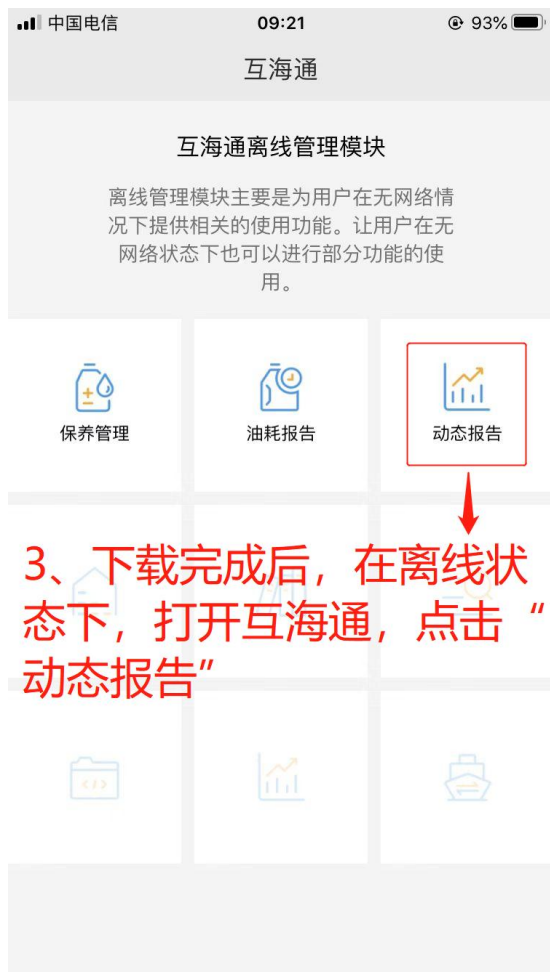 中国电信 09:21 93%
互海通
互海通离线管理模块
离线管理模块主要是为用户在无网络情
况下提供相关的使用功能。让用户在无
网络状态下也可以进行部分功能的使
用。
保养管理 油耗报告 动态报告
3、下载完成后，在离线状
态下，打开互海通，点击“
动态报告”